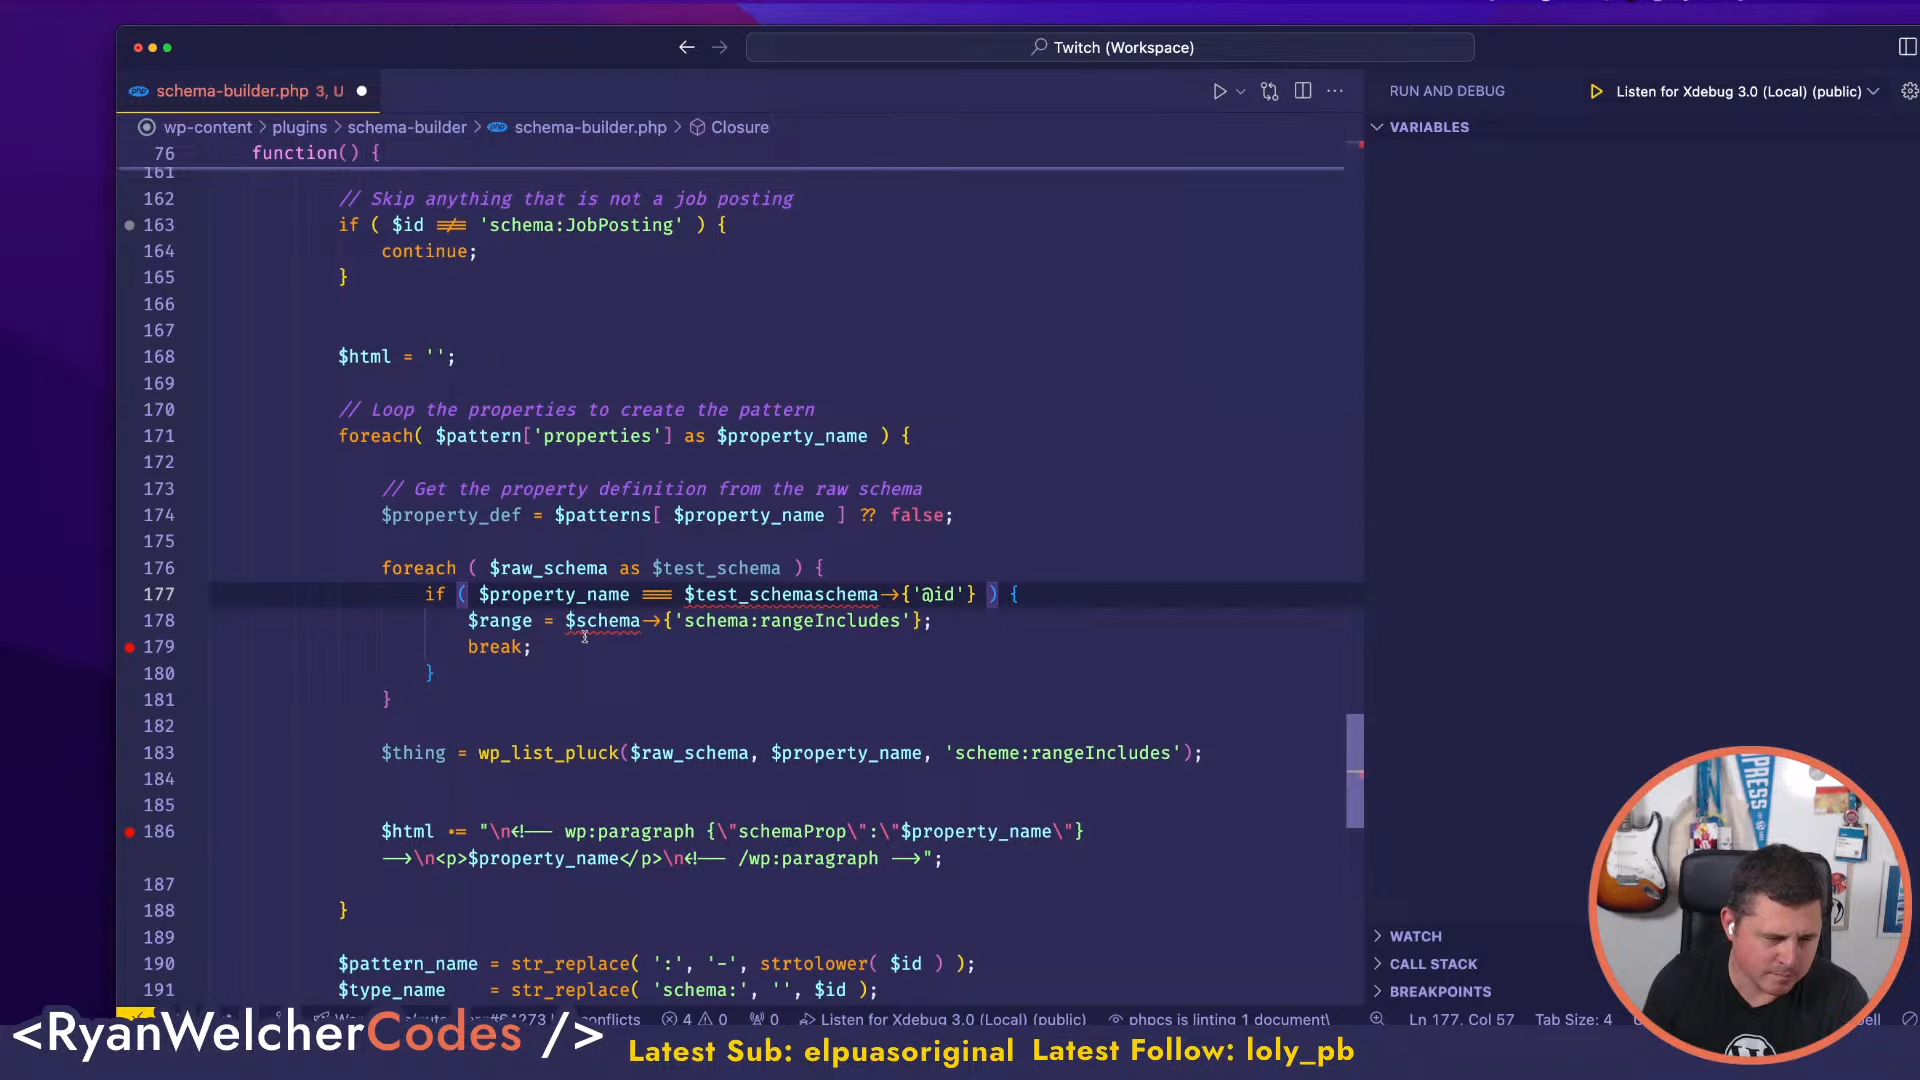 Twitch (Workspace)
php schema-builder.php 3, U
RUN AND DEBUG
Listen for Xdebug 3.0 (Local) (public)
wp-content > plugins > schema-builder > php schema-builder.php > Closure
VARIABLES
76 function() {
161
162 // Skip anything that is not a job posting
163 if ( $id !== 'schema:JobPosting' ) {
164 continue;
165 }
166
167
168 $html = '';
169
170 // Loop the properties to create the pattern
171 foreach( $pattern['properties'] as $property_name ) {
172
173 // Get the property definition from the raw schema
174 $property_def = $patterns[ $property_name ] ?? false;
175
176 foreach ( $raw_schema as $test_schema ) {
177 if ( $property_name === $test_schemaschema->{'@id'} ) {
178 $range = $schema->{'schema:rangeIncludes'};
179 break;
180 }
181 }
182
183 $thing = wp_list_pluck($raw_schema, $property_name, 'scheme:rangeIncludes');
184
185
186 $html .= "\n<!-- wp:paragraph {\"schemaProp\":\"$property_name\"}
-->\n<p>$property_name</p>\n<!-- /wp:paragraph -->";
187
188 }
189
190 $pattern_name = str_replace( ':', '-', strtolower( $id ) );
191 $type_name = str_replace( 'schema:', '', $id );
WATCH
CALL STACK
BREAKPOINTS
conflicts 4 0 0 Listen for Xdebug 3.0 (Local) (public) phpcs is linting 1 document\ Ln 177, Col 57 Tab Size: 4
<RyanWelcherCodes />
Latest Sub: elpuasoriginal Latest Follow: loly_pb